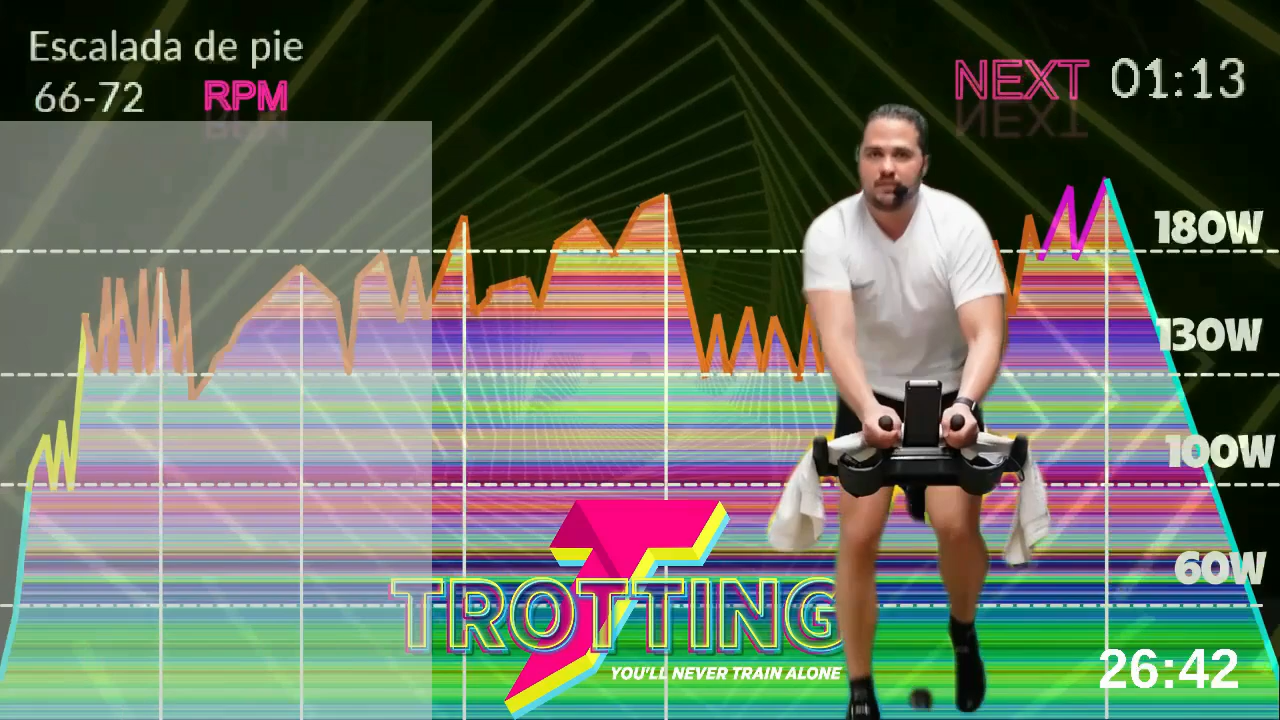 Escalada de pie
66-72 RPM
NEXT 01:13
180W
130W
100W
60W
TROTTING
YOU'LL NEVER TRAIN ALONE
26:42